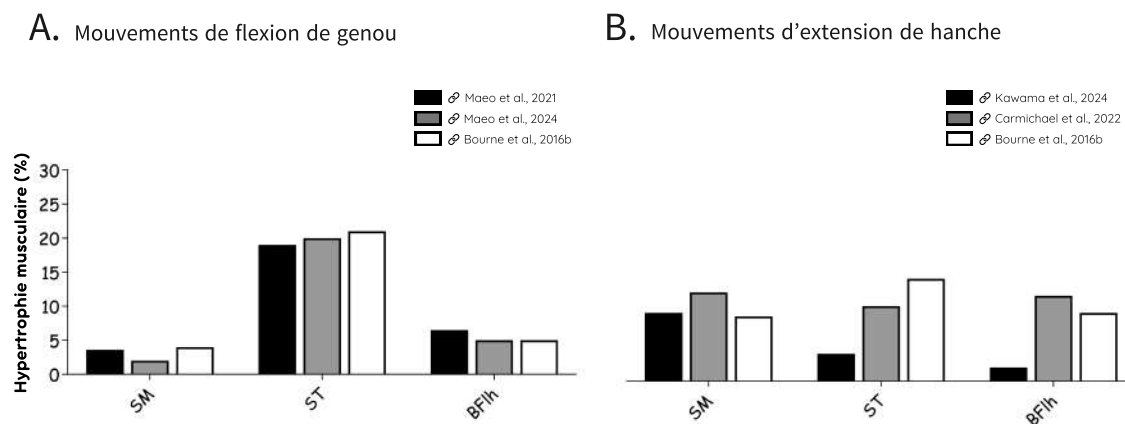 A. Mouvements de flexion de genou
Maeo et al., 2021
Maeo et al., 2024
Bourne et al., 2016b
Hypertrophie musculaire (%)
30
25
20
15
10
5
0
SM
ST
BFlh
B. Mouvements d’extension de hanche
Kawama et al., 2024
Carmichael et al., 2022
Bourne et al., 2016b
SM
ST
BFlh